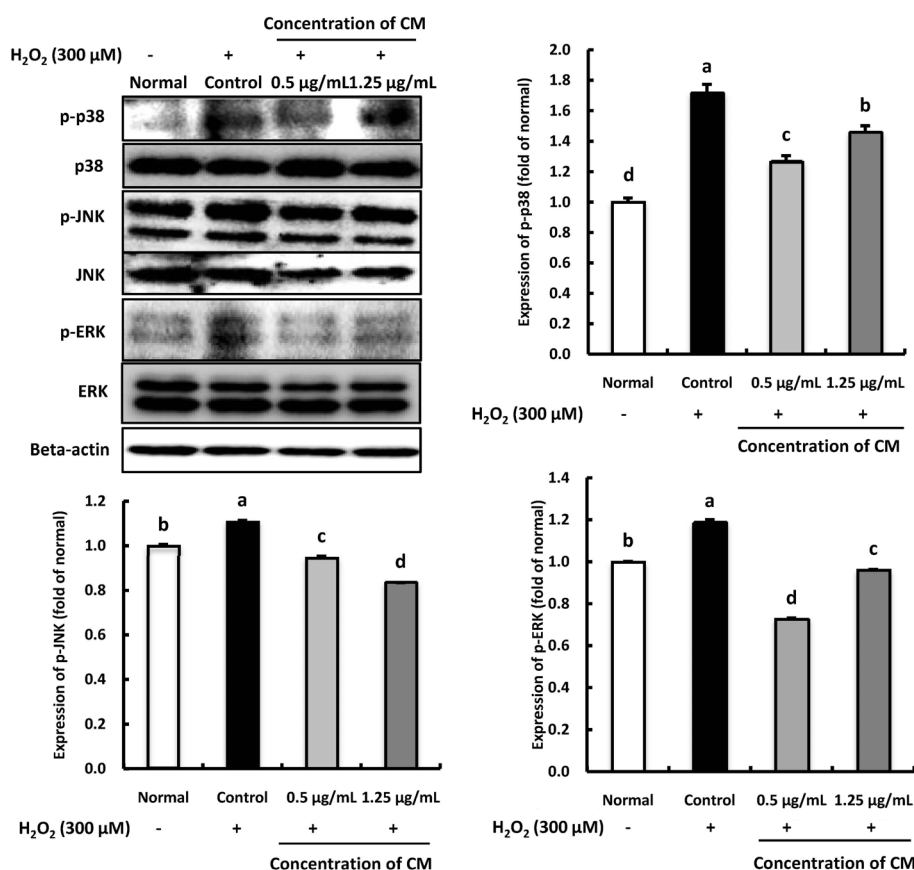 Concentration of CM
H₂O₂ (300 μM) - + + +
Normal Control 0.5 μg/mL 1.25 μg/mL
p-p38
p38
p-JNK
JNK
p-ERK
ERK
Beta-actin
Expression of p-p38 (fold of normal)
2.0
1.8
1.6
1.4
1.2
1.0
0.8
0.6
0.4
0.2
0.0
d
a
c
b
Normal Control 0.5 μg/mL 1.25 μg/mL
H₂O₂ (300 μM) - + + +
Concentration of CM
Expression of p-JNK (fold of normal)
1.2
1.0
0.8
0.6
0.4
0.2
0.0
b
a
c
d
Normal Control 0.5 μg/mL 1.25 μg/mL
H₂O₂ (300 μM) - + + +
Concentration of CM
Expression of p-ERK (fold of normal)
1.4
1.2
1.0
0.8
0.6
0.4
0.2
0.0
b
a
d
c
Normal Control 0.5 μg/mL 1.25 μg/mL
H₂O₂ (300 μM) - + + +
Concentration of CM